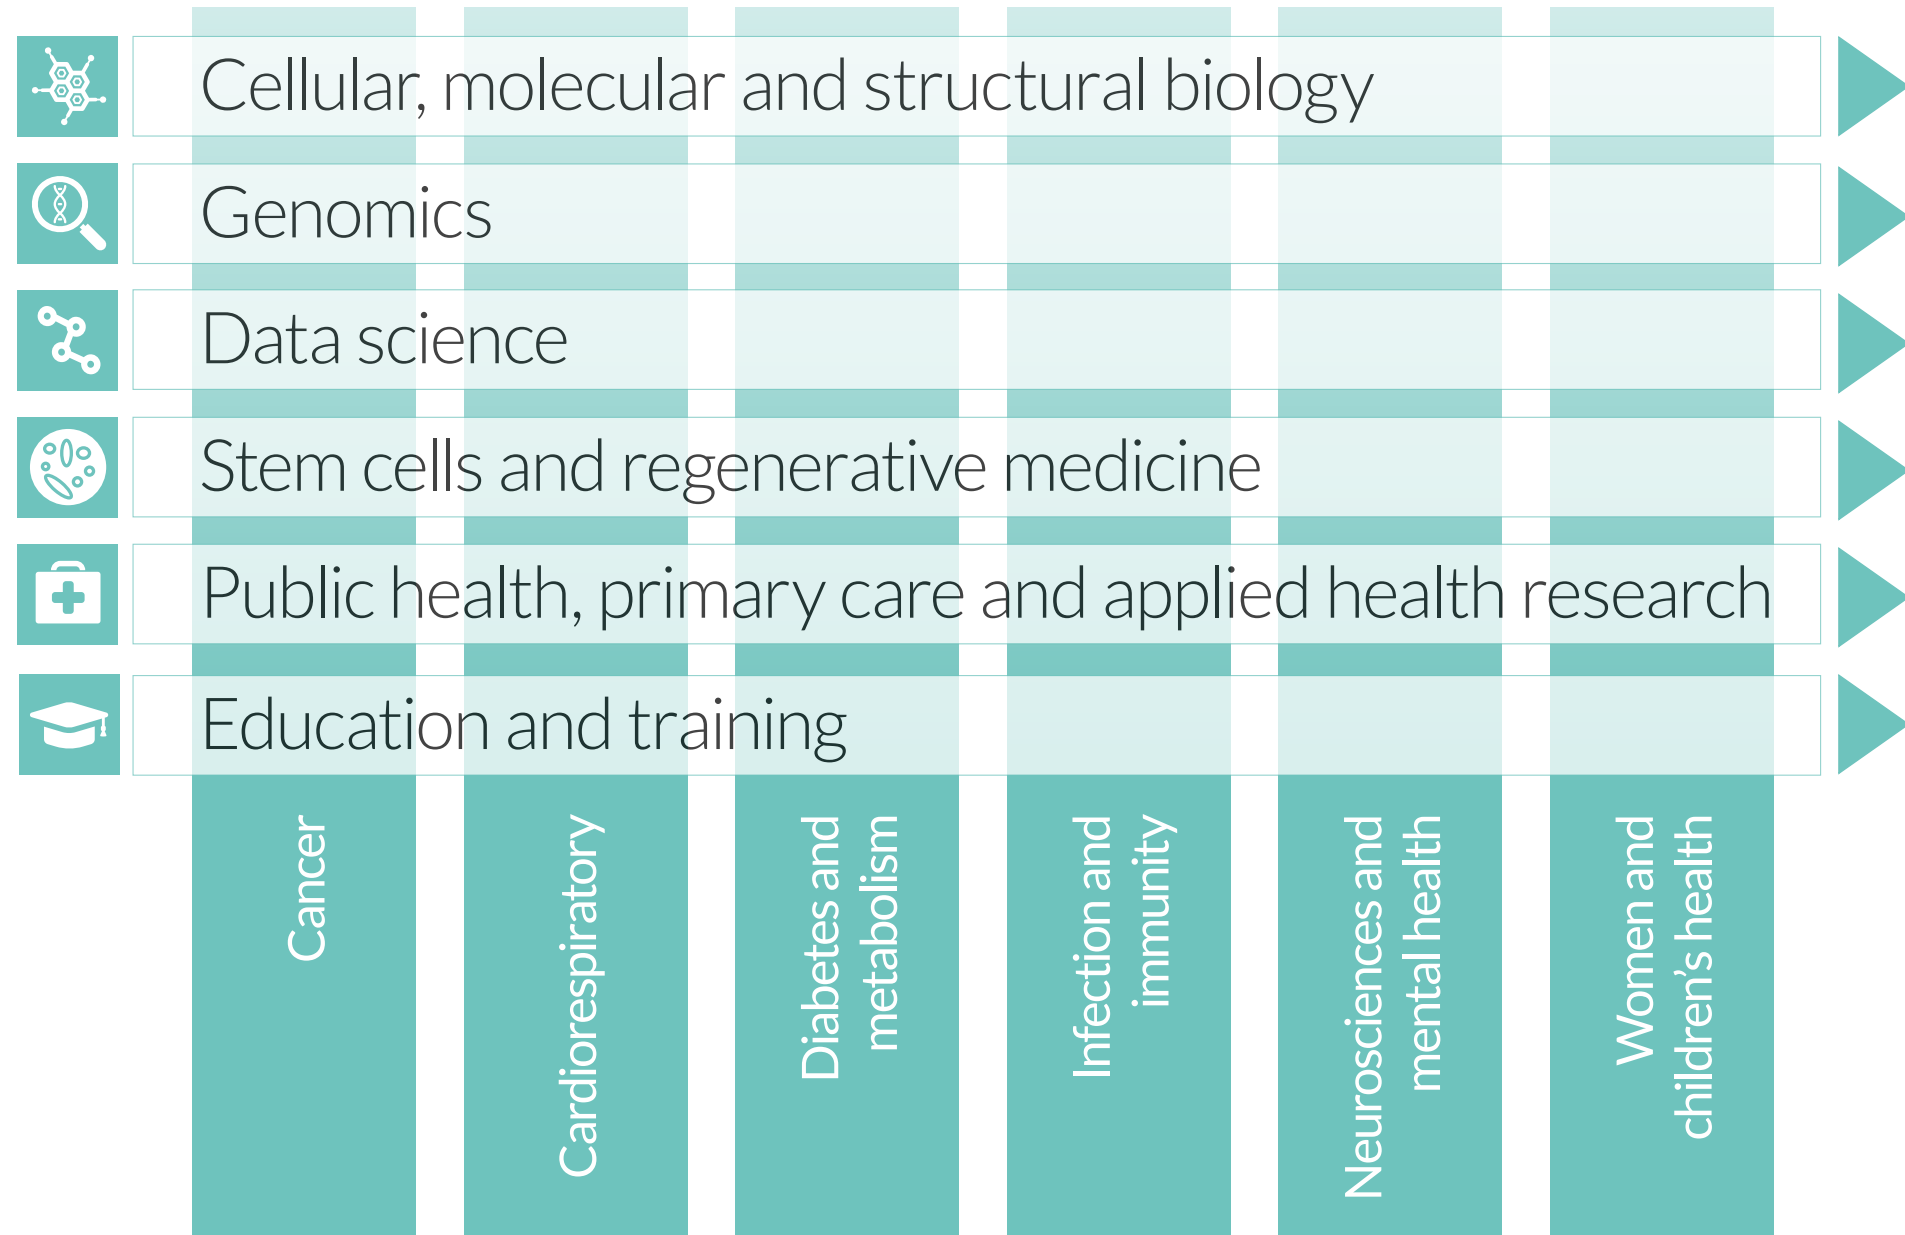 Cellular, molecular and structural biology
Genomics
Data science
Stem cells and regenerative medicine
Public health, primary care and applied health research
Education and training
Cancer
Cardiorespiratory
Diabetes and
metabolism
Infection and
immunity
Neurosciences and
mental health
Women and
children’s health